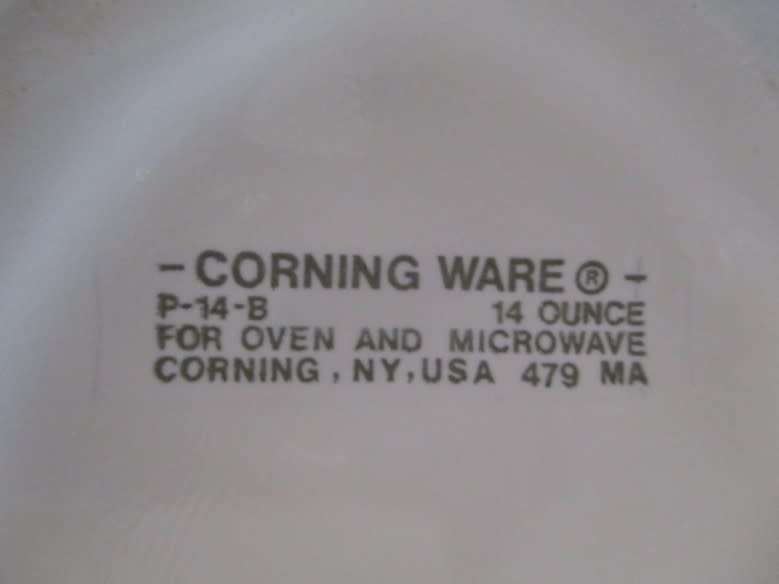 - CORNING WARE ® -
P-14-B 14 OUNCE
FOR OVEN AND MICROWAVE
CORNING, NY, USA 479 MA